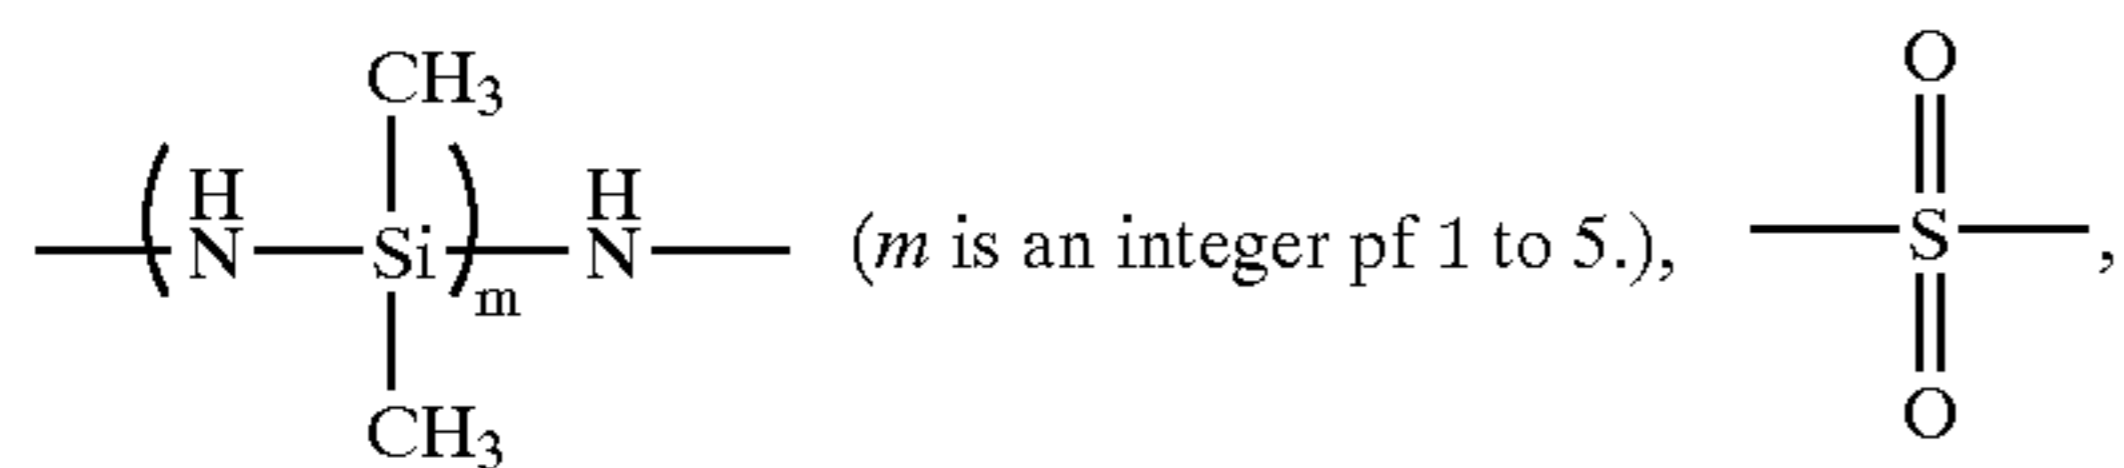 CH3 O
H H
N Si N (m is an integer pf 1 to 5.), S ,
m
CH3 O